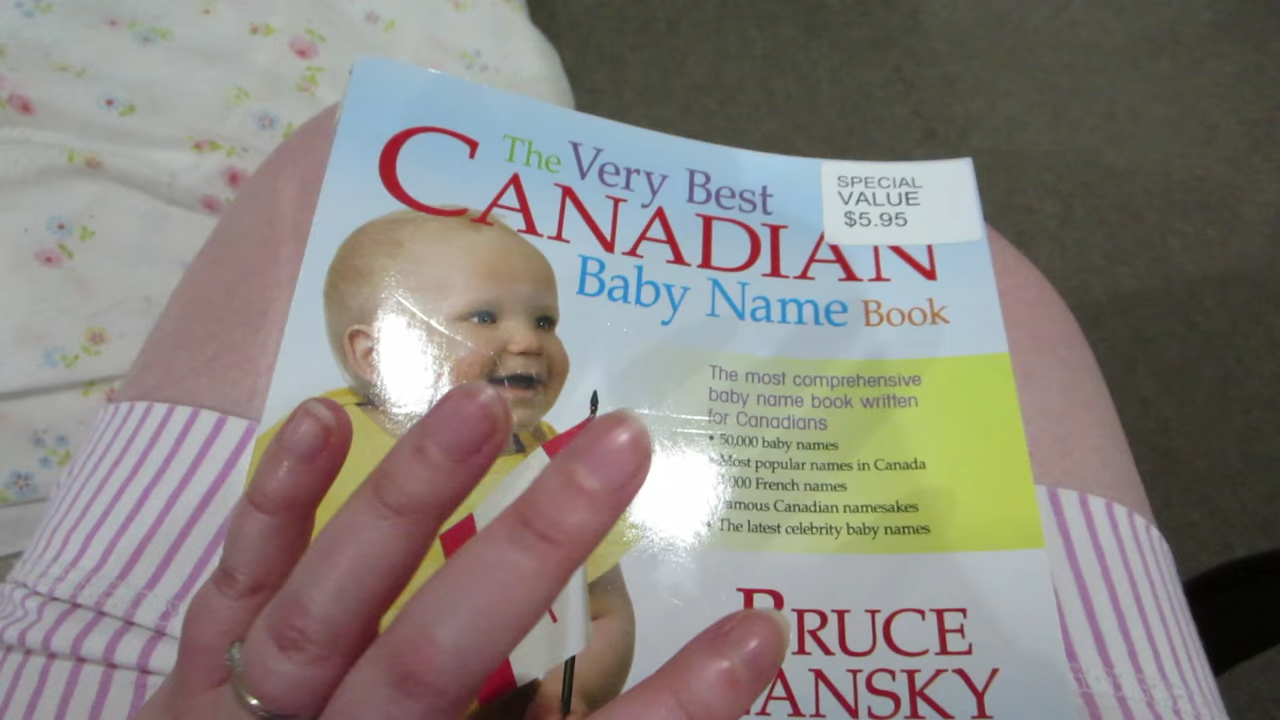 The Very Best
CANADIAN
Baby Name Book
SPECIAL
VALUE
$5.95
The most comprehensive
baby name book written
for Canadians
• 50,000 baby names
Most popular names in Canada
000 French names
amous Canadian namesakes
• The latest celebrity baby names
BRUCE
ANSKY